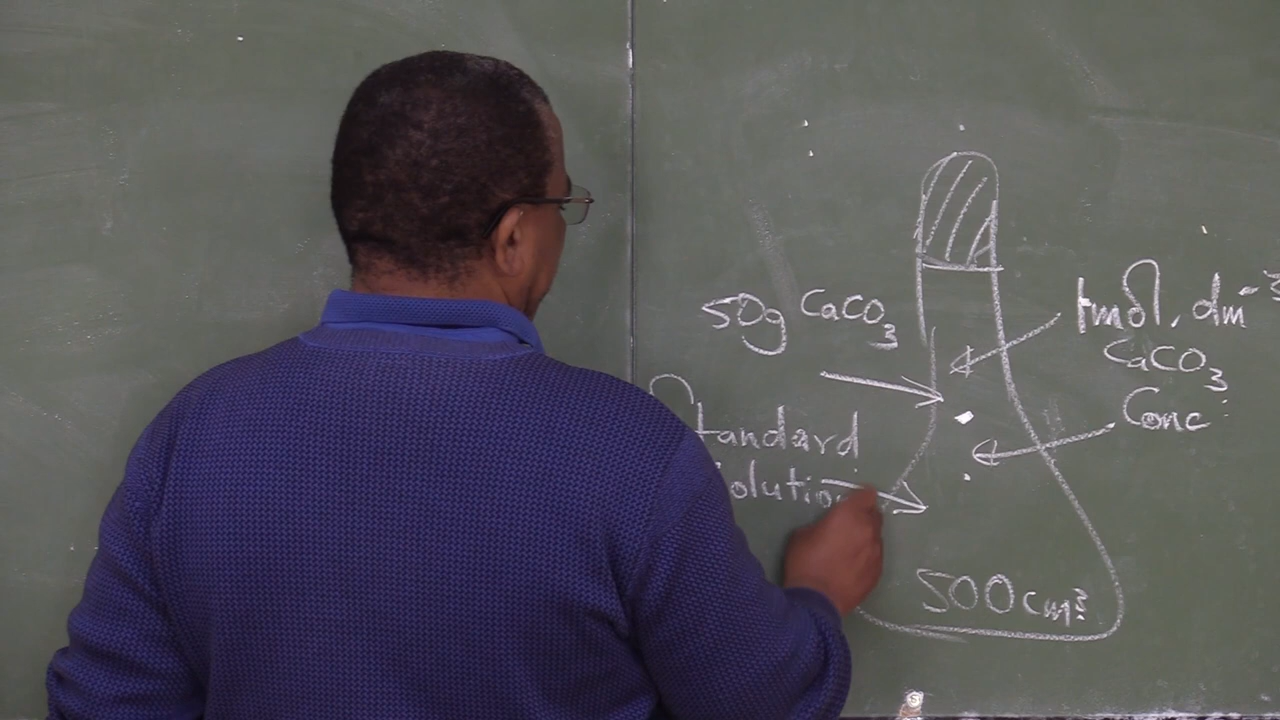 50g CaCO₃
1mol. dm⁻³
CaCO₃
Conc
Standard
Solution
500cm³